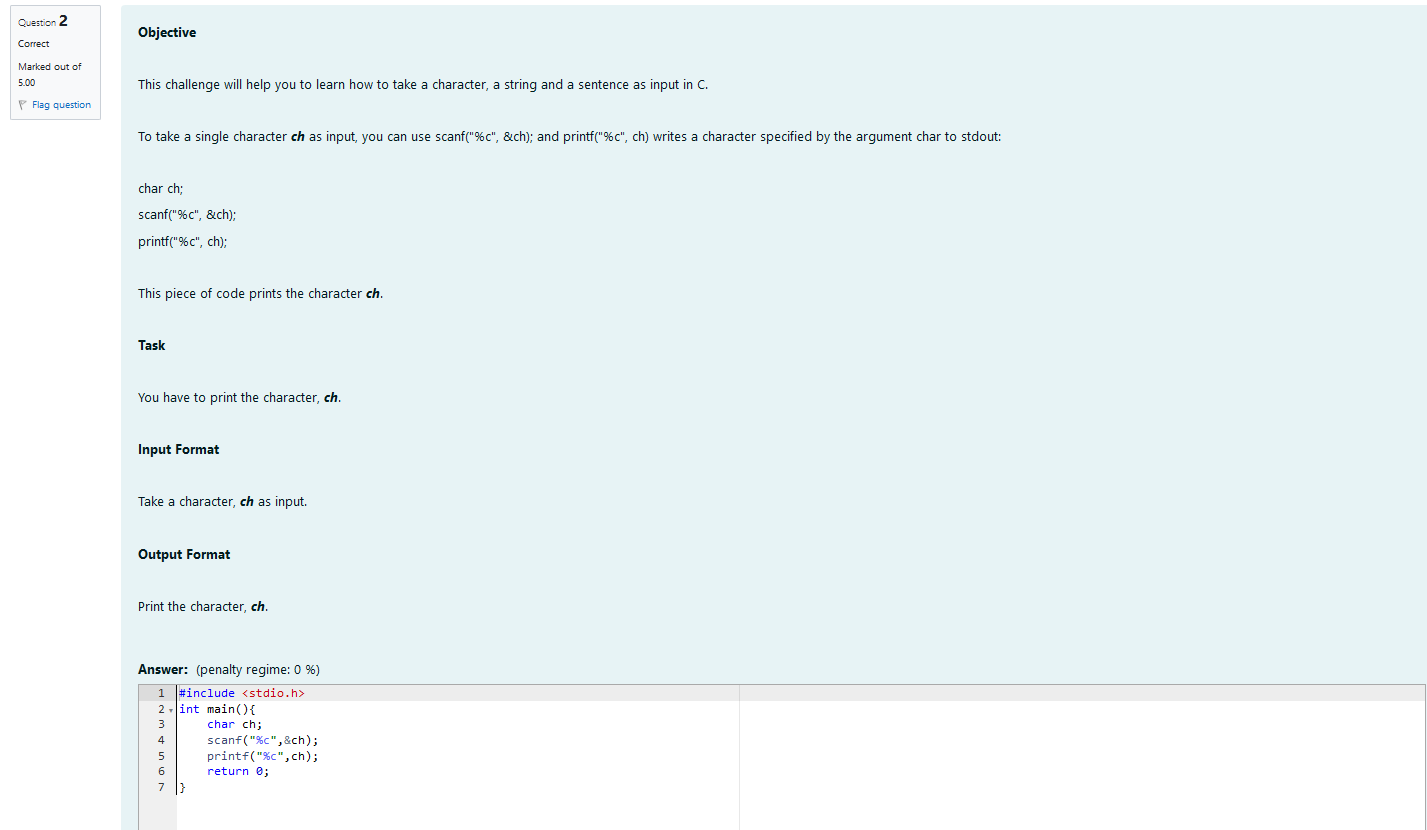 Question 2
Correct
Marked out of
5.00
Flag question
Objective
This challenge will help you to learn how to take a character, a string and a sentence as input in C.
To take a single character ch as input, you can use scanf("%c", &ch); and printf("%c", ch) writes a character specified by the argument char to stdout:
char ch;
scanf("%c", &ch);
printf("%c", ch);
This piece of code prints the character ch.
Task
You have to print the character, ch.
Input Format
Take a character, ch as input.
Output Format
Print the character, ch.
Answer: (penalty regime: 0 %)
1 #include <stdio.h>
2 int main(){
3 char ch;
4 scanf("%c",&ch);
5 printf("%c",ch);
6 return 0;
7 }